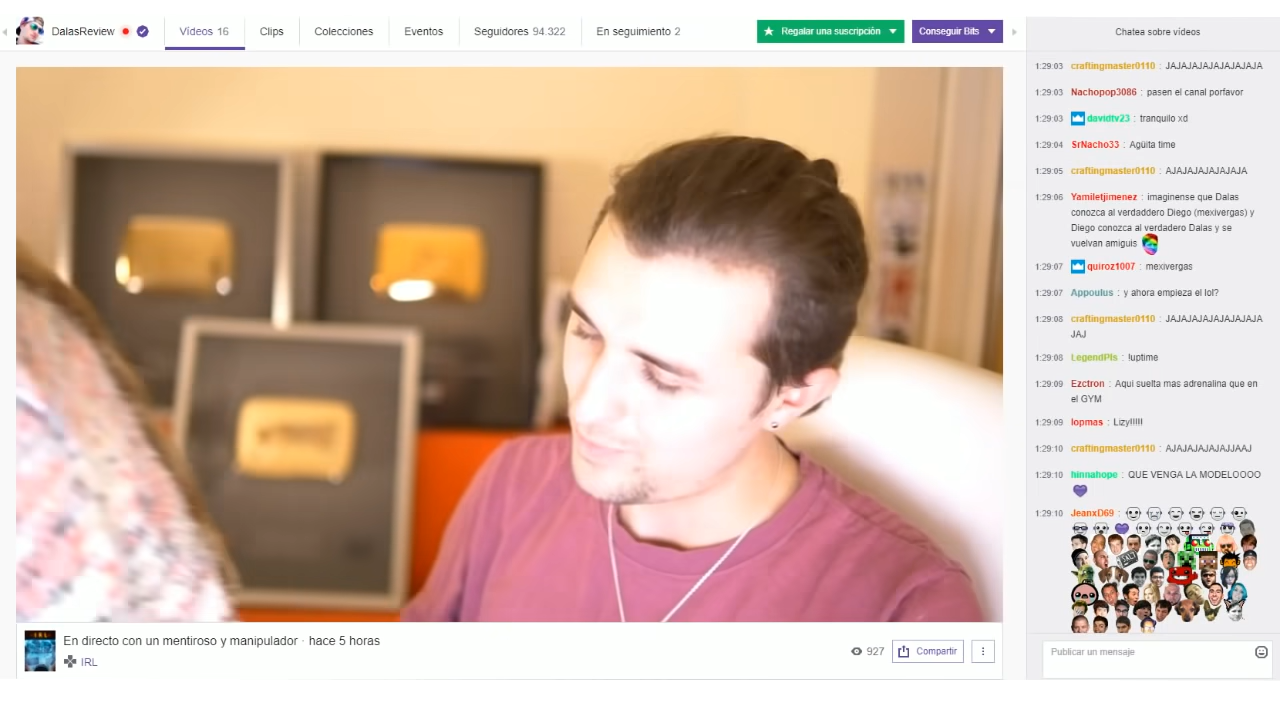 DalasReview
Vídeos 16
Clips
Colecciones
Eventos
Seguidores 94.322
En seguimiento 2
Regalar una suscripción
Conseguir Bits
Chatea sobre vídeos
1:29:03 craftingmaster0110 : JAJAJAJAJAJAJAJAJA
1:29:03 Nachopop3086 : pasen el canal porfavor
1:29:03 davidtv23 : tranquilo xd
1:29:04 SrNacho33 : Agüita time
1:29:05 craftingmaster0110 : AJAJAJAJAJAJAJA
1:29:06 Yamiletjimenez : imaginense que Dalas
conozca al verdaddero Diego (mexivergas) y
Diego conozca al verdadero Dalas y se
vuelvan amiguis
1:29:07 quiroz1007 : mexivergas
1:29:07 Appoulus : y ahora empieza el lol?
1:29:08 craftingmaster0110 : JAJAJAJAJAJAJAJAJA
JAJ
1:29:08 LegendPls : !uptime
1:29:09 Ezctron : Aqui suelta mas adrenalina que en
el GYM
1:29:09 lopmas : Lizy!!!!!
1:29:10 craftingmaster0110 : AJAJAJAJAJAJJAAJ
1:29:10 hinnahope : QUE VENGA LA MODELOOOO
1:29:10 JeanxD69 :
En directo con un mentiroso y manipulador · hace 5 horas
IRL
927
Compartir
Publicar un mensaje